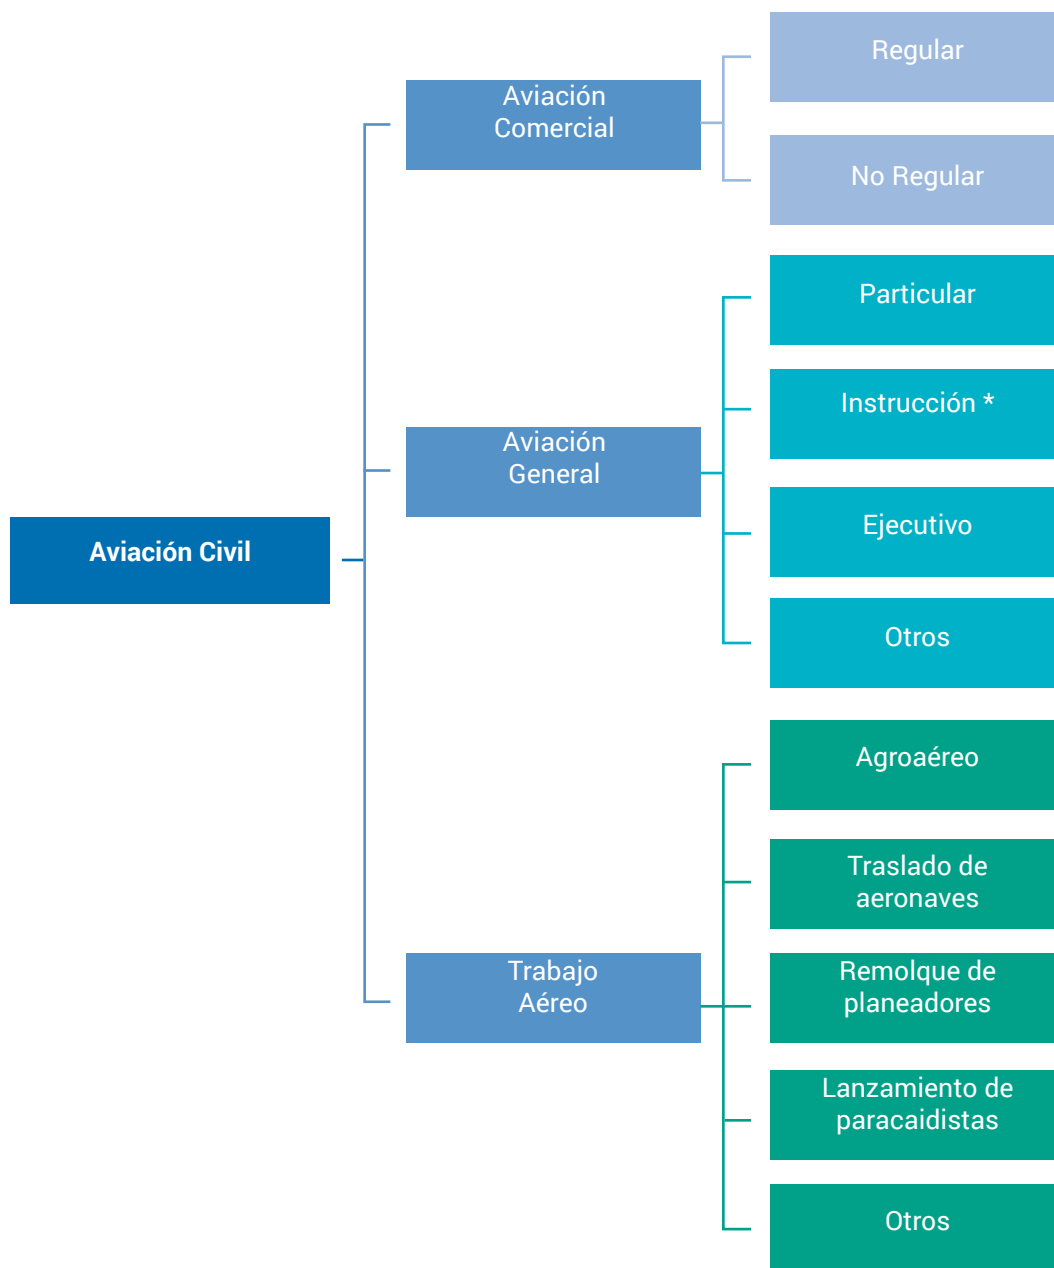 Regular
Aviación
Comercial
No Regular
Particular
Instrucción *
Aviación
General
Ejecutivo
Aviación Civil
Otros
Agroaéreo
Traslado de
aeronaves
Trabajo
Aéreo
Remolque de
planeadores
Lanzamiento de
paracaidistas
Otros